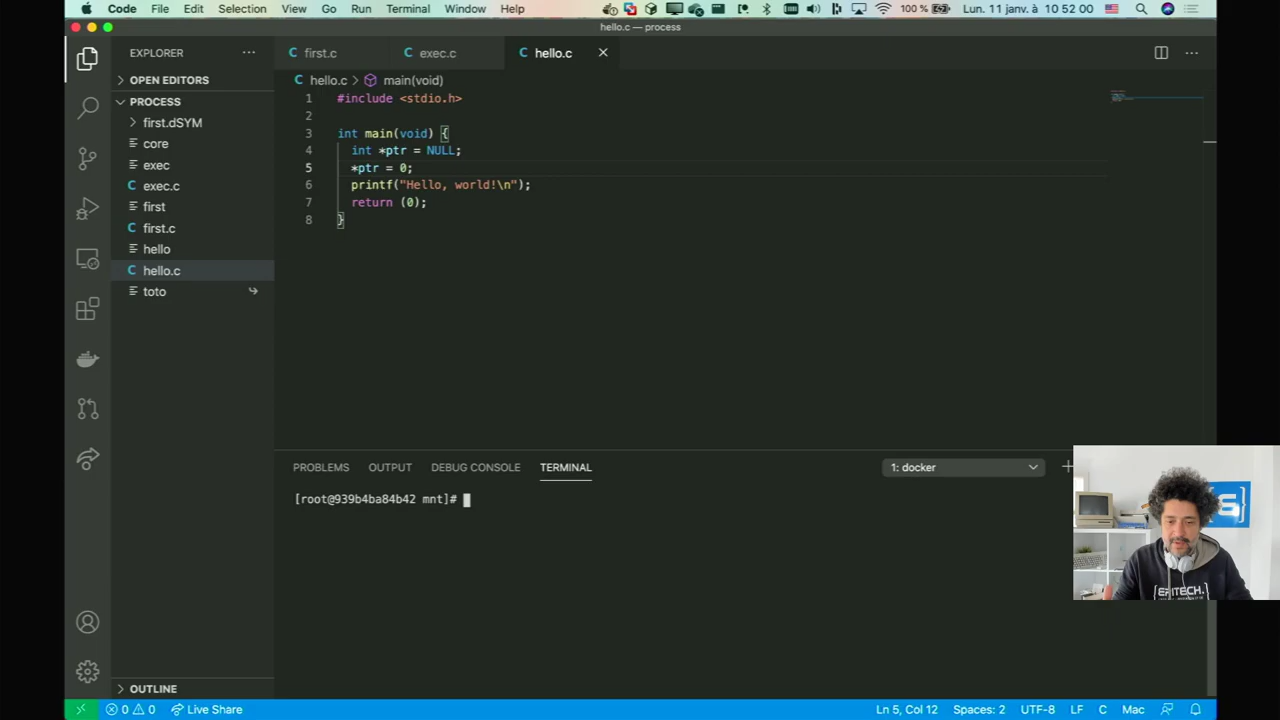 Code File Edit Selection View Go Run Terminal Window Help 100 % Lun. 11 janv. à 10 52 00
hello.c — process
EXPLORER
first.c
exec.c
hello.c
OPEN EDITORS
hello.c > main(void)
PROCESS
first.dSYM
core
exec
exec.c
first
first.c
hello
hello.c
toto
1 #include <stdio.h>
2
3 int main(void) {
4 int *ptr = NULL;
5 *ptr = 0;
6 printf("Hello, world!\n");
7 return (0);
8 }
PROBLEMS OUTPUT DEBUG CONSOLE TERMINAL 1: docker
[root@939b4ba84b42 mnt]#
{EPITECH.}
OUTLINE
0 0 Live Share Ln 5, Col 12 Spaces: 2 UTF-8 LF C Mac